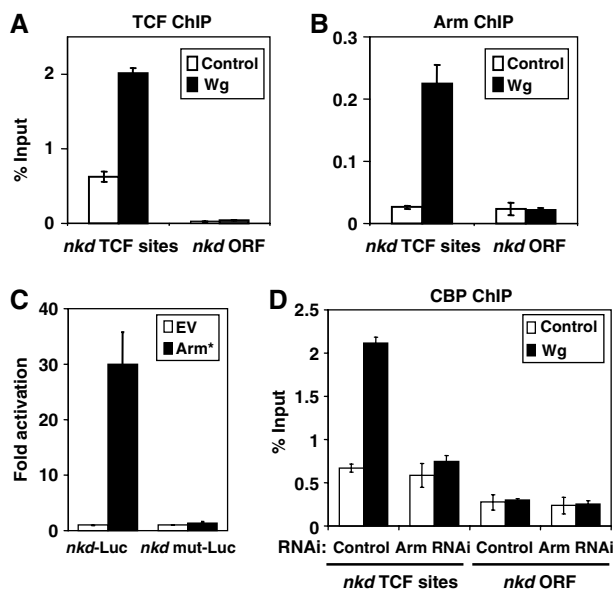 A
TCF ChIP
% Input
2
1
0
Control
Wg
nkd TCF sites
nkd ORF
B
Arm ChIP
0.3
0.2
0.1
0
Control
Wg
nkd TCF sites
nkd ORF
C
Fold activation
40
30
20
10
0
EV
Arm*
nkd-Luc
nkd mut-Luc
D
CBP ChIP
% Input
2.5
2
1.5
1
0.5
0
Control
Wg
RNAi: Control Arm RNAi Control Arm RNAi
nkd TCF sites
nkd ORF